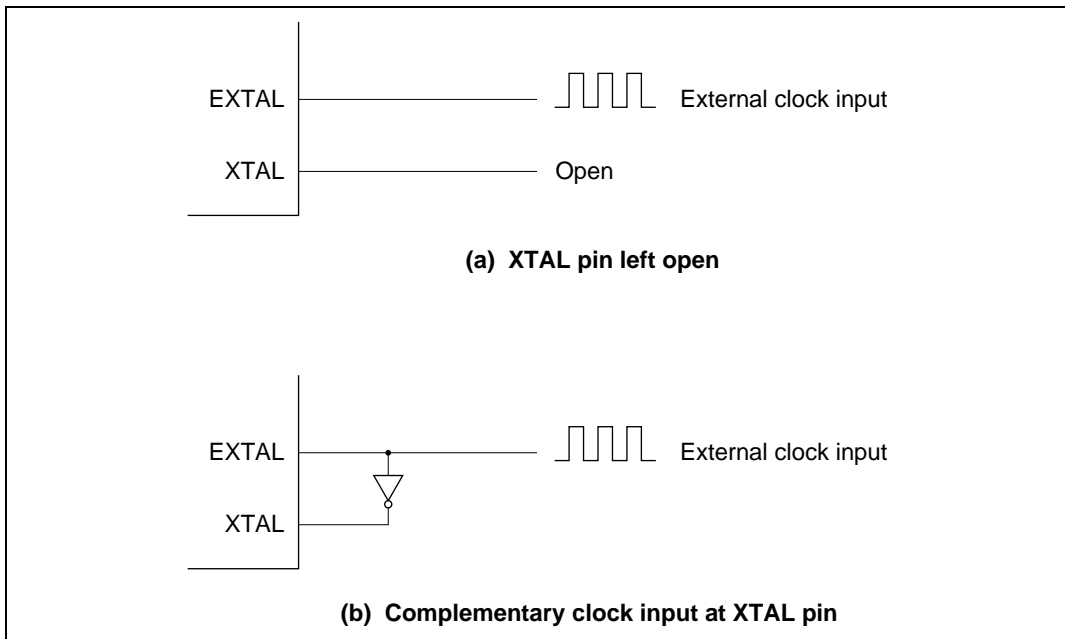 EXTAL
External clock input
XTAL
Open
(a) XTAL pin left open
EXTAL
External clock input
XTAL
(b) Complementary clock input at XTAL pin